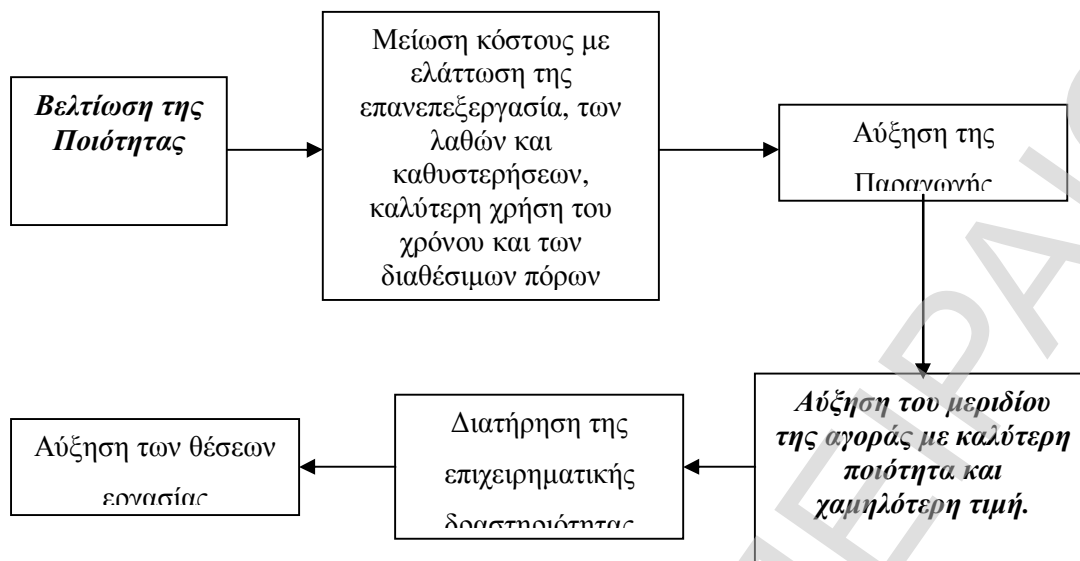 Βελτίωση της
Ποιότητας
Μείωση κόστους με
ελάττωση της
επανεπεξεργασία, των
λαθών και
καθυστερήσεων,
καλύτερη χρήση του
χρόνου και των
διαθέσιμων πόρων
Αύξηση της
Παραγωγής
Αύξηση του μεριδίου
της αγοράς με καλύτερη
ποιότητα και
χαμηλότερη τιμή.
Διατήρηση της
επιχειρηματικής
δραστηριότητας
Αύξηση των θέσεων
εργασίας